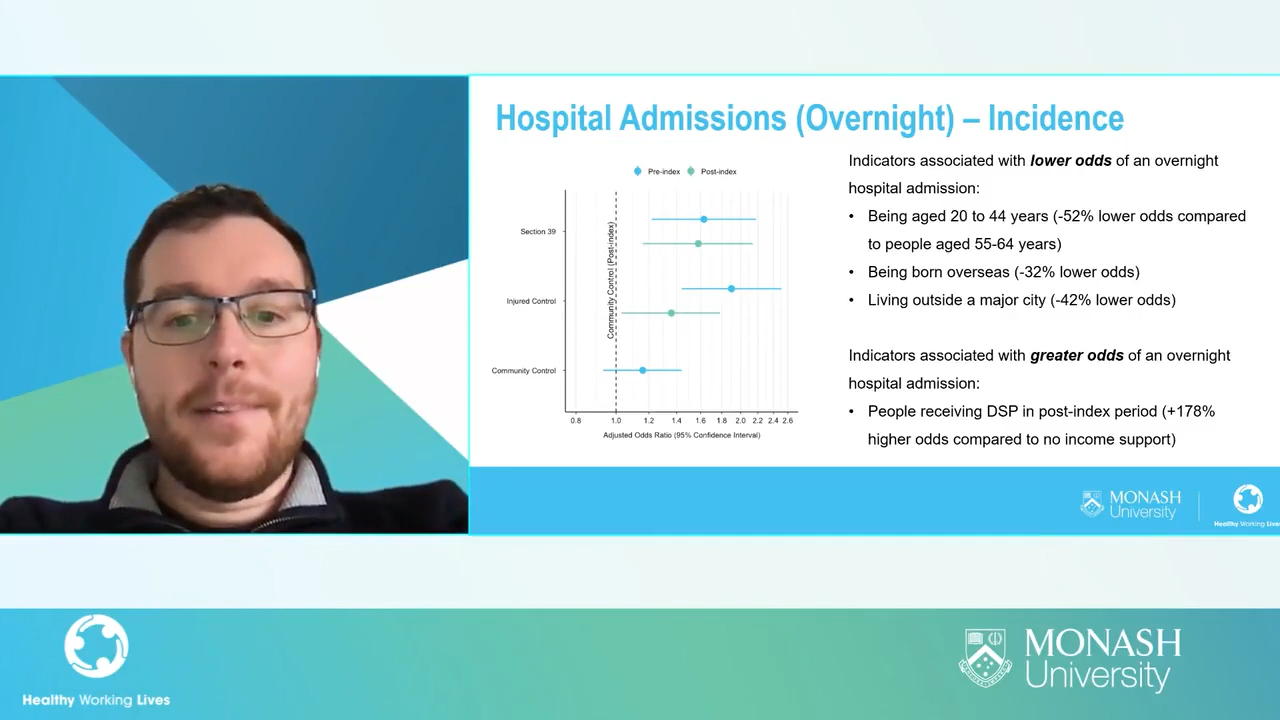 Hospital Admissions (Overnight) – Incidence
Pre-index
Post-index
Section 39
Injured Control
Community Control
Community Control (Post-index)
0.8 1.0 1.2 1.4 1.6 1.8 2.0 2.2 2.4 2.6
Adjusted Odds Ratio (95% Confidence Interval)
Indicators associated with lower odds of an overnight
hospital admission:
• Being aged 20 to 44 years (-52% lower odds compared
to people aged 55-64 years)
• Being born overseas (-32% lower odds)
• Living outside a major city (-42% lower odds)
Indicators associated with greater odds of an overnight
hospital admission:
• People receiving DSP in post-index period (+178%
higher odds compared to no income support)
MONASH
University
Healthy Working Lives
Healthy Working Lives
MONASH
University